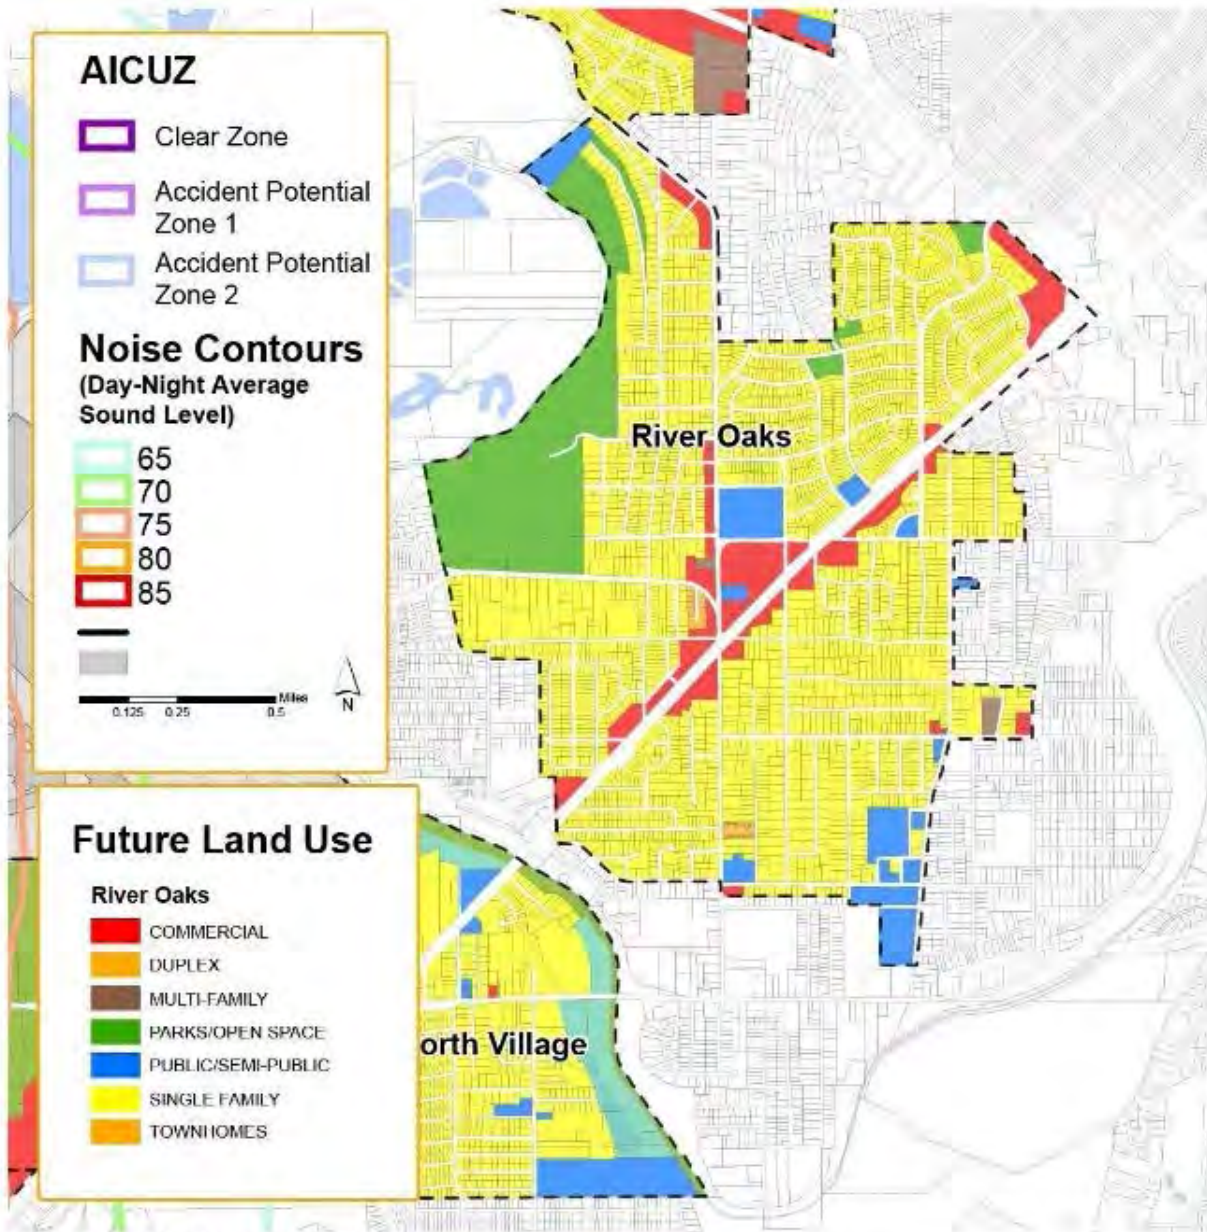 AICUZ
Clear Zone
Accident Potential
Zone 1
Accident Potential
Zone 2
Noise Contours
(Day-Night Average
Sound Level)
65
70
75
80
85
Miles
0.125 0.25 0.5
N
Future Land Use
River Oaks
COMMERCIAL
DUPLEX
MULTI-FAMILY
PARKS/OPEN SPACE
PUBLIC/SEMI-PUBLIC
SINGLE FAMILY
TOWNHOMES
River Oaks
orth Village